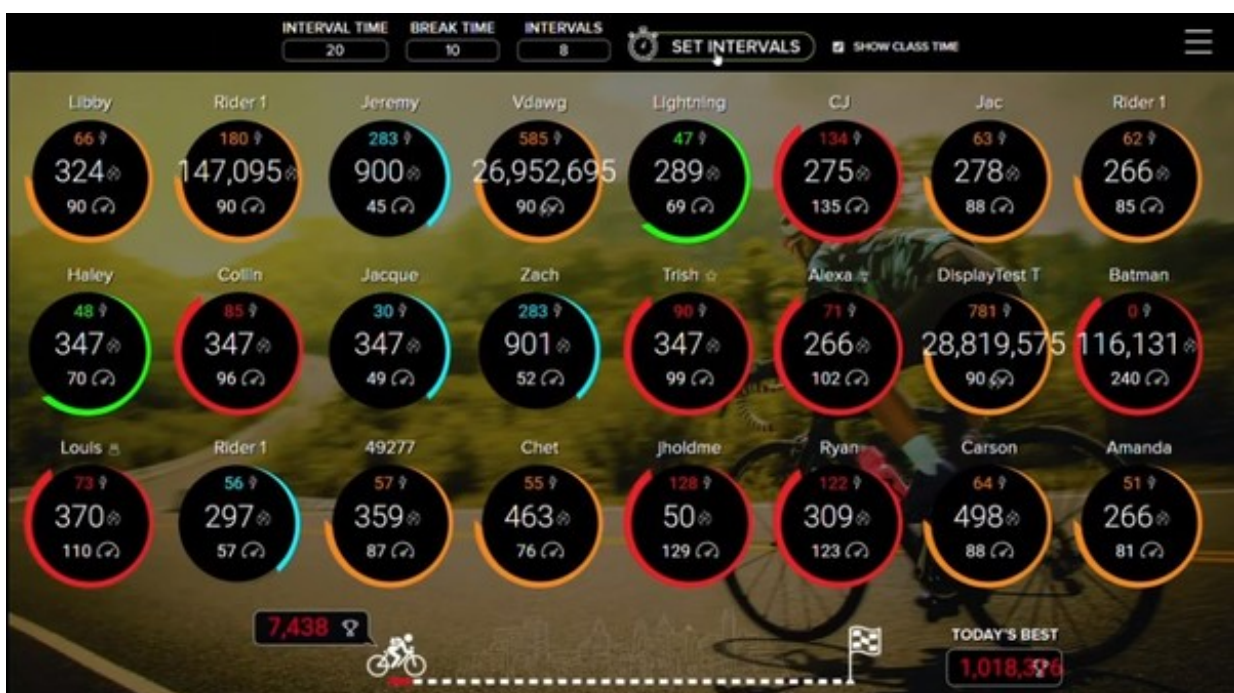 INTERVAL TIME BREAK TIME INTERVALS
20 10 8 SET INTERVALS SHOW CLASS TIME
Libby Rider 1 Jeremy Vdawg Lightning CJ Jac Rider 1
66 180 283 585 47 134 63 62
324 147,095 900 26,952,695 289 275 278 266
90 90 45 90 69 135 88 85
Haley Collin Jacque Zach Trish Alexa DisplayTest T Batman
48 85 30 283 90 71 781 0
347 347 347 901 347 266 28,819,575 116,131
70 96 49 52 99 102 90 240
Louis Rider 1 49277 Chet Jholdme Ryan Carson Amanda
73 56 57 55 128 122 64 51
370 297 359 463 50 309 498 266
110 57 87 76 129 123 88 81
7,438
TODAY'S BEST